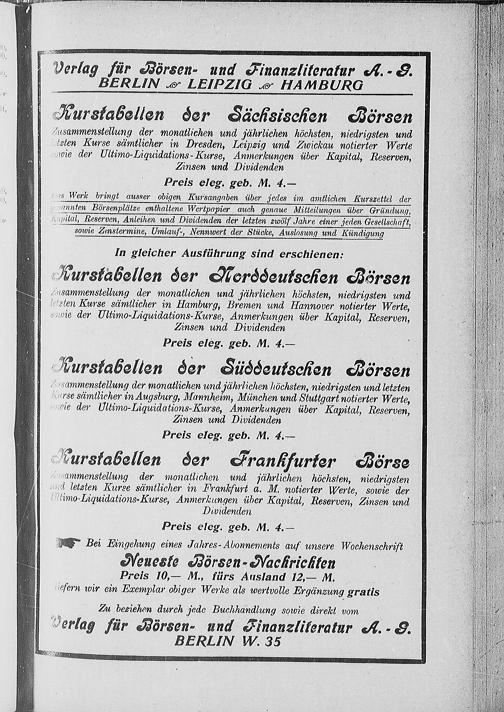 Verlag für Börsen- und Finanzliteratur A.-G.
BERLIN LEIPZIG HAMBURG
Kurstabellen der Sächsischen Börsen
Zusammenstellung der monatlichen und jährlichen höchsten, niedrigsten und
letzten Kurse sämtlicher in Dresden, Leipzig und Zwickau notierter Werte
sowie der Ultimo-Liquidations-Kurse, Anmerkungen über Kapital, Reserven,
Zinsen und Dividenden
Preis eleg. geb. M. 4.—
Werk bringt ausser obigen Kursangaben über jedes im amtlichen Kurszettel der
genannten Börsenplätze enthaltene Wertpapier auch genaue Mitteilungen über Gründung,
Kapital, Reserven, Anleihen und Dividenden der letzten zwölf Jahre einer jeden Gesellschaft,
sowie Zinstermine, Umlauf-, Nennwert der Stücke, Auslosung und Kündigung
In gleicher Ausführung sind erschienen:
Kurstabellen der Norddeutschen Börsen
Zusammenstellung der monatlichen und jährlichen höchsten, niedrigsten und
letzten Kurse sämtlicher in Hamburg, Bremen und Hannover notierter Werte,
sowie der Ultimo-Liquidations-Kurse, Anmerkungen über Kapital, Reserven,
Zinsen und Dividenden
Preis eleg. geb. M. 4.—
Kurstabellen der Süddeutschen Börsen
Zusammenstellung der monatlichen und jährlichen höchsten, niedrigsten und letzten
Kurse sämtlicher in Augsburg, Mannheim, München und Stuttgart notierter Werte,
sowie der Ultimo-Liquidations-Kurse, Anmerkungen über Kapital, Reserven,
Zinsen und Dividenden
Preis eleg. geb. M. 4.—
Kurstabellen der Frankfurter Börse
Zusammenstellung der monatlichen und jährlichen höchsten, niedrigsten
und letzten Kurse sämtlicher in Frankfurt a. M. notierter Werte, sowie der
Ultimo-Liquidations-Kurse, Anmerkungen über Kapital, Reserven, Zinsen und
Dividenden
Preis eleg. geb. M. 4.—
Bei Eingehung eines Jahres-Abonnements auf unsere Wochenschrift
Neueste Börsen-Nachrichten
Preis 10,— M., fürs Ausland 12,— M.
liefern wir ein Exemplar obiger Werke als wertvolle Ergänzung gratis
Zu beziehen durch jede Buchhandlung sowie direkt vom
Verlag für Börsen- und Finanzliteratur A.-G.
BERLIN W. 35